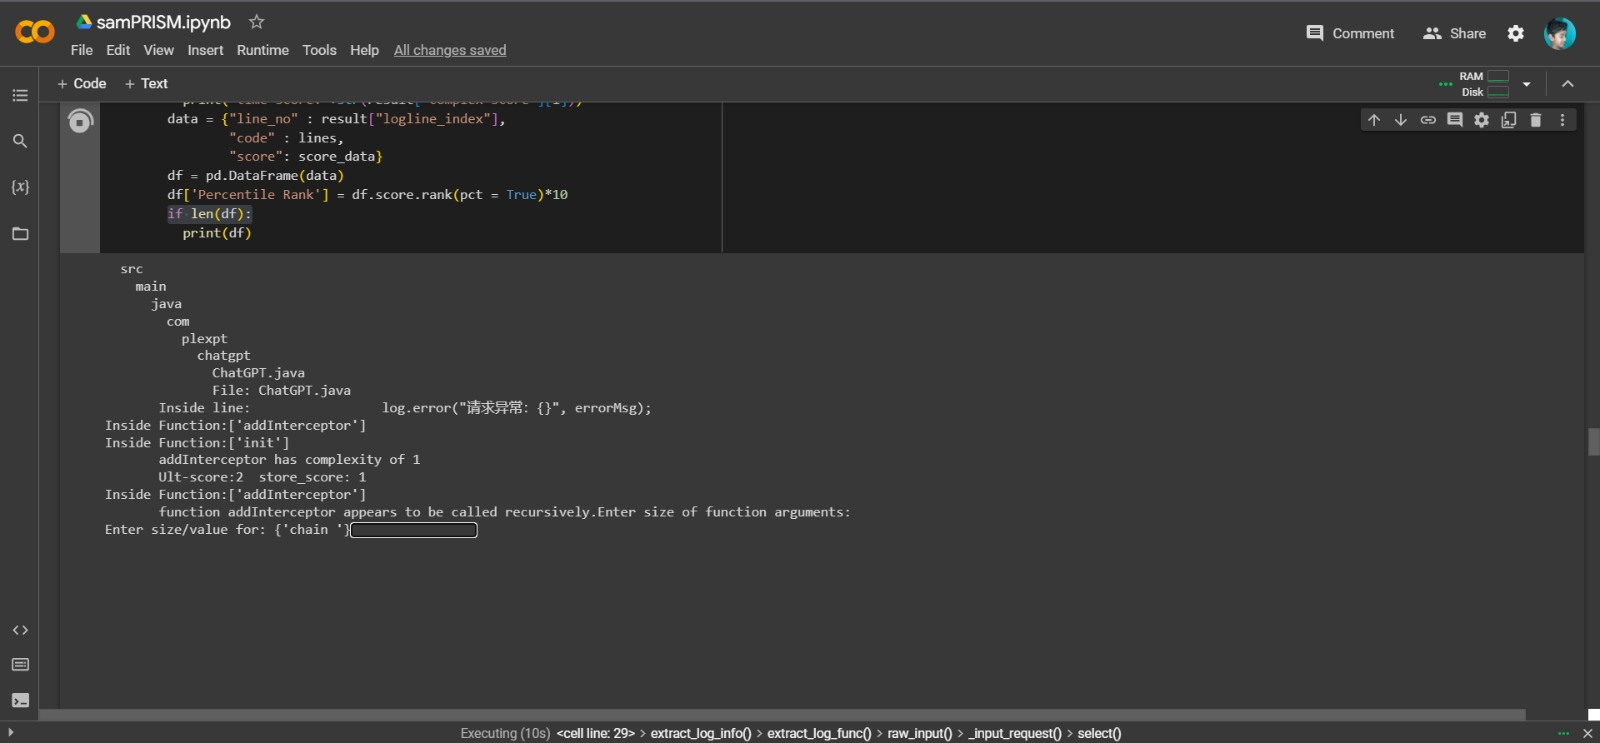 samPRISM.ipynb
File Edit View Insert Runtime Tools Help All changes saved
Comment Share
+ Code + Text
RAM
Disk
data = {"line_no" : result["logline_index"],
"code" : lines,
"score": score_data}
df = pd.DataFrame(data)
df['Percentile Rank'] = df.score.rank(pct = True)*10
if len(df):
print(df)
src
main
java
com
plexpt
chatgpt
ChatGPT.java
File: ChatGPT.java
Inside line: log.error("请求异常：{}", errorMsg);
Inside Function:['addInterceptor']
Inside Function:['init']
addInterceptor has complexity of 1
Ult-score:2 store_score: 1
Inside Function:['addInterceptor']
function addInterceptor appears to be called recursively.Enter size of function arguments:
Enter size/value for: {'chain '}
Executing (10s) <cell line: 29> > extract_log_info() > extract_log_func() > raw_input() > _input_request() > select()